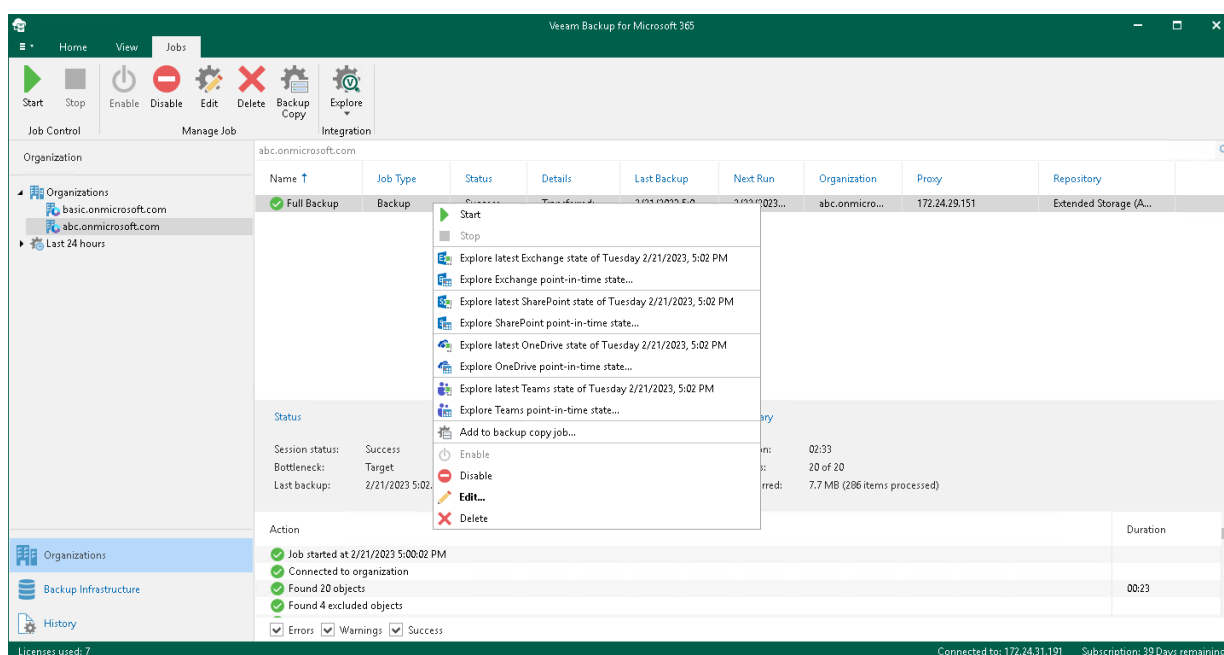 Veeam Backup for Microsoft 365
Home View Jobs
Start Stop Enable Disable Edit Delete Backup Copy Explore
Job Control Manage Job Integration
Organization
Organizations
basic.onmicrosoft.com
abc.onmicrosoft.com
Last 24 hours
Organizations
Backup Infrastructure
History
abc.onmicrosoft.com
Name ↑ Job Type Status Details Last Backup Next Run Organization Proxy Repository
Full Backup Backup abc.onmicro... 172.24.29.151 Extended Storage (A...
Start
Stop
Explore latest Exchange state of Tuesday 2/21/2023, 5:02 PM
Explore Exchange point-in-time state...
Explore latest SharePoint state of Tuesday 2/21/2023, 5:02 PM
Explore SharePoint point-in-time state...
Explore latest OneDrive state of Tuesday 2/21/2023, 5:02 PM
Explore OneDrive point-in-time state...
Explore latest Teams state of Tuesday 2/21/2023, 5:02 PM
Explore Teams point-in-time state...
Add to backup copy job...
Enable
Disable
Edit...
Delete
Status
Session status: Success 02:33
Bottleneck: Target 20 of 20
Last backup: 2/21/2023 5:02. 7.7 MB (286 items processed)
Action Duration
Job started at 2/21/2023 5:00:02 PM
Connected to organization
Found 20 objects 00:23
Found 4 excluded objects
Errors Warnings Success
Licenses used: 7 Connected to: 172.24.31.191 Subscription: 39 Days remaining